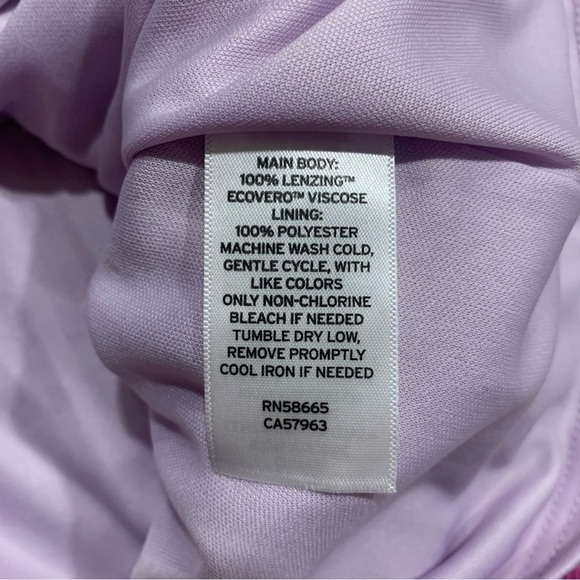 MAIN BODY:
100% LENZING™
ECOVERO™ VISCOSE
LINING:
100% POLYESTER
MACHINE WASH COLD,
GENTLE CYCLE, WITH
LIKE COLORS
ONLY NON-CHLORINE
BLEACH IF NEEDED
TUMBLE DRY LOW,
REMOVE PROMPTLY
COOL IRON IF NEEDED
RN58665
CA57963